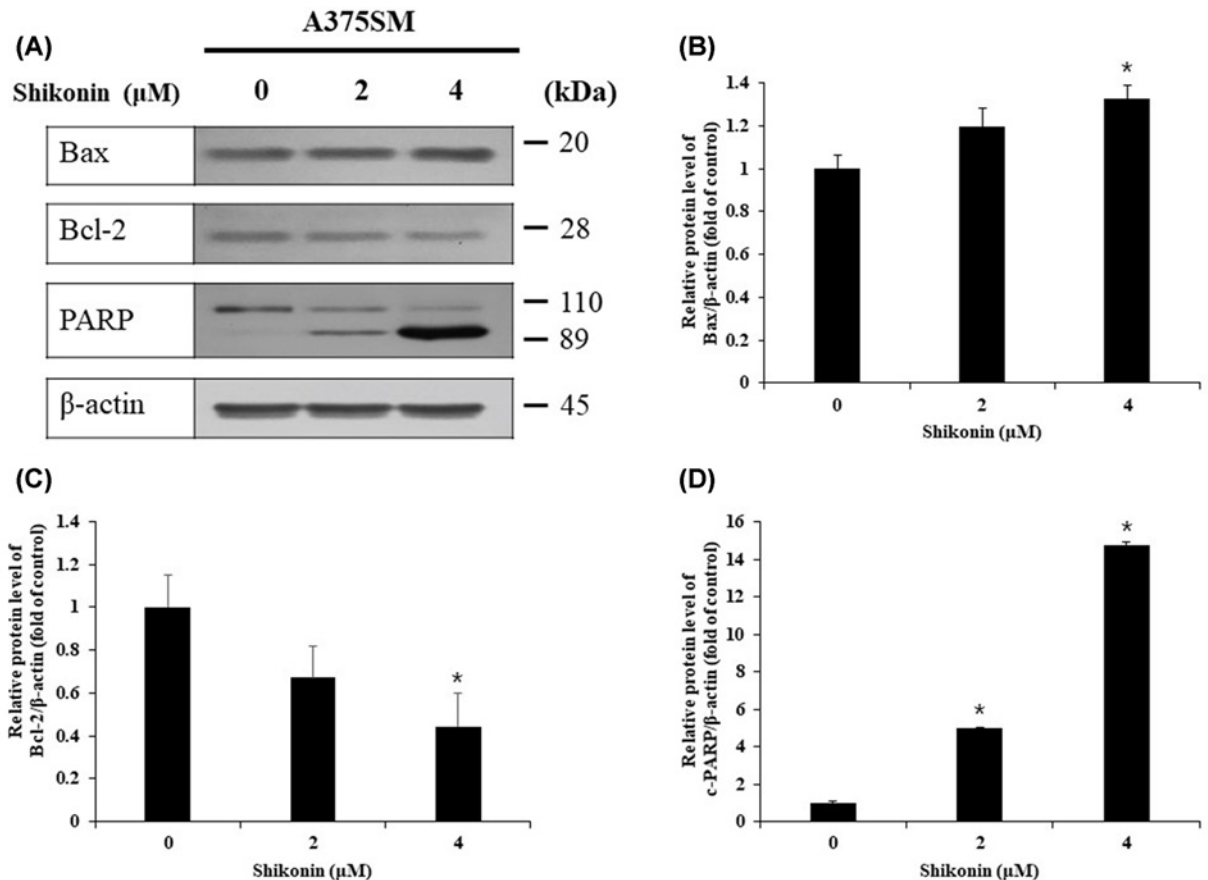 (A)
A375SM
Shikonin (μM) 0 2 4 (kDa)
Bax 20
Bcl-2 28
PARP 110
89
β-actin 45
(B)
Relative protein level of
Bax/β-actin (fold of control)
1.4
1.2
1
0.8
0.6
0.4
0.2
0
*
0 2 4
Shikonin (μM)
(C)
Relative protein level of
Bcl-2/β-actin (fold of control)
1.4
1.2
1
0.8
0.6
0.4
0.2
0
*
0 2 4
Shikonin (μM)
(D)
Relative protein level of
c-PARP/β-actin (fold of control)
16
14
12
10
8
6
4
2
0
*
*
0 2 4
Shikonin (μM)